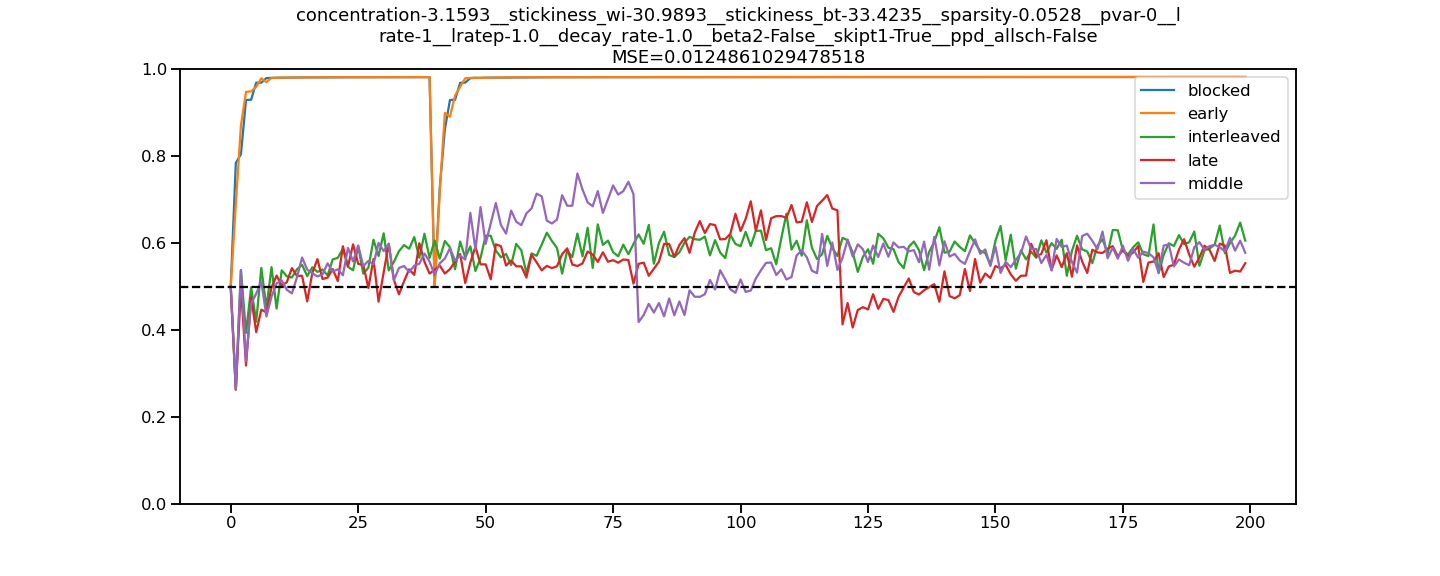 concentration-3.1593__stickiness_wi-30.9893__stickiness_bt-33.4235__sparsity-0.0528__pvar-0__l
rate-1__lratep-1.0__decay_rate-1.0__beta2-False__skipt1-True__ppd_allsch-False
MSE=0.0124861029478518
1.0
0.8
0.6
0.4
0.2
0.0
blocked
early
interleaved
late
middle
0 25 50 75 100 125 150 175 200